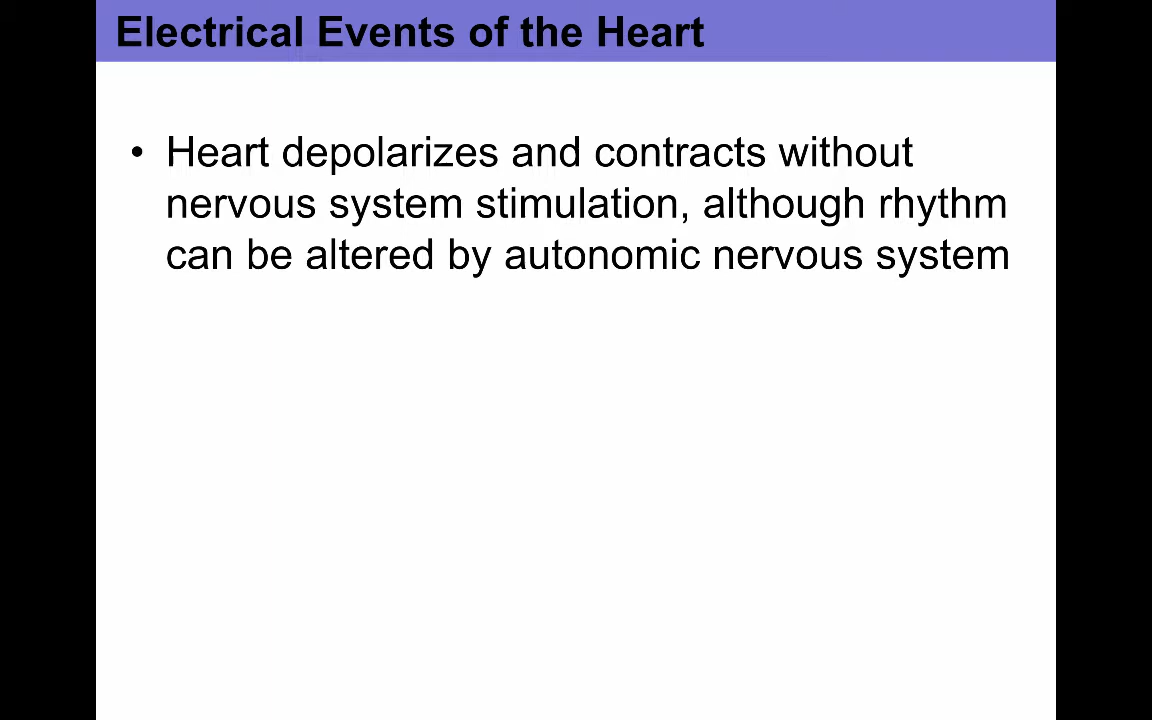 Electrical Events of the Heart
• Heart depolarizes and contracts without
nervous system stimulation, although rhythm
can be altered by autonomic nervous system